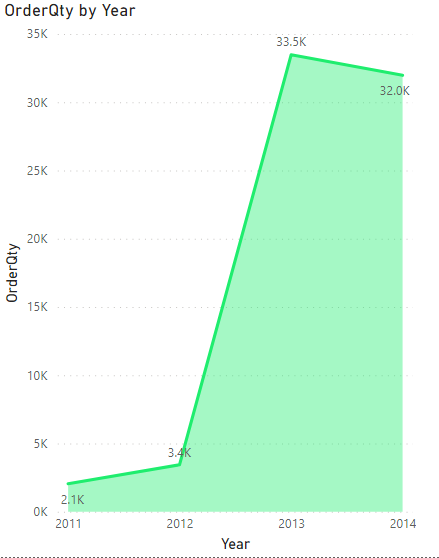 OrderQty by Year
35K
33.5K
32.0K
30K
25K
20K
15K
10K
5K
3.4K
2.1K
0K
OrderQty
2011 2012 2013 2014
Year